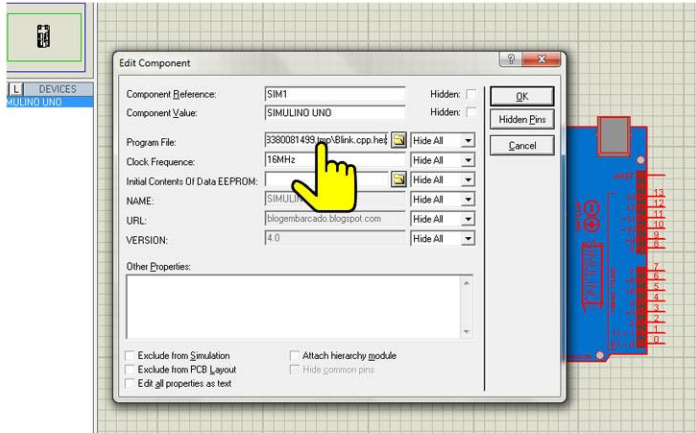 L DEVICES
MULINO UNO
Edit Component
Component Reference: SIM1 Hidden:
Component Value: SIMULINO UNO Hidden:
Program File: 3380081499.tmp\Blink.cpp.hex Hide All
Clock Frequence: 16MHz Hide All
Initial Contents Of Data EEPROM: Hide All
NAME: SIMULIN Hide All
URL: blogembarcado.blogspot.com Hide All
VERSION: 4.0 Hide All
Other Properties:
Exclude from Simulation
Exclude from PCB Layout
Edit all properties as text
Attach hierarchy module
Hide common pins
OK
Hidden Pins
Cancel
AREF
13
12
11
10
9
8
7
6
5
4
3
2
1
0